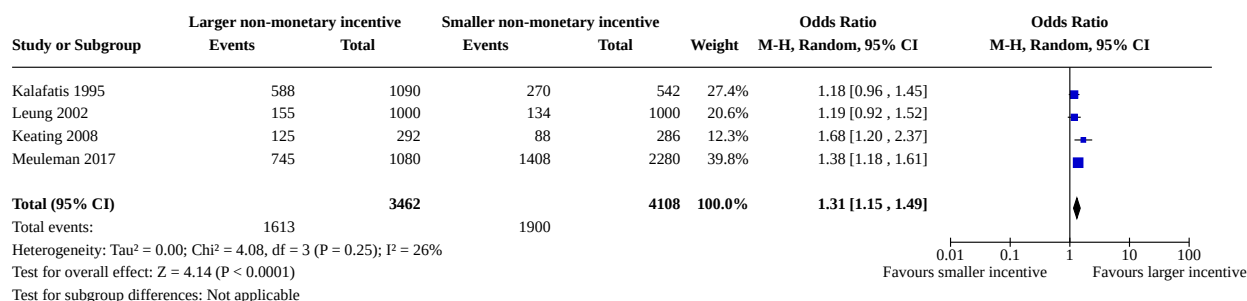 Larger non-monetary incentive Smaller non-monetary incentive Odds Ratio Odds Ratio
Study or Subgroup Events Total Events Total Weight M-H, Random, 95% CI M-H, Random, 95% CI
Kalafatis 1995 588 1090 270 542 27.4% 1.18 [0.96 , 1.45]
Leung 2002 155 1000 134 1000 20.6% 1.19 [0.92 , 1.52]
Keating 2008 125 292 88 286 12.3% 1.68 [1.20 , 2.37]
Meuleman 2017 745 1080 1408 2280 39.8% 1.38 [1.18 , 1.61]
Total (95% CI) 3462 4108 100.0% 1.31 [1.15 , 1.49]
Total events: 1613 1900
Heterogeneity: Tau² = 0.00; Chi² = 4.08, df = 3 (P = 0.25); I² = 26%
0.01 0.1 1 10 100
Test for overall effect: Z = 4.14 (P < 0.0001) Favours smaller incentive Favours larger incentive
Test for subgroup differences: Not applicable